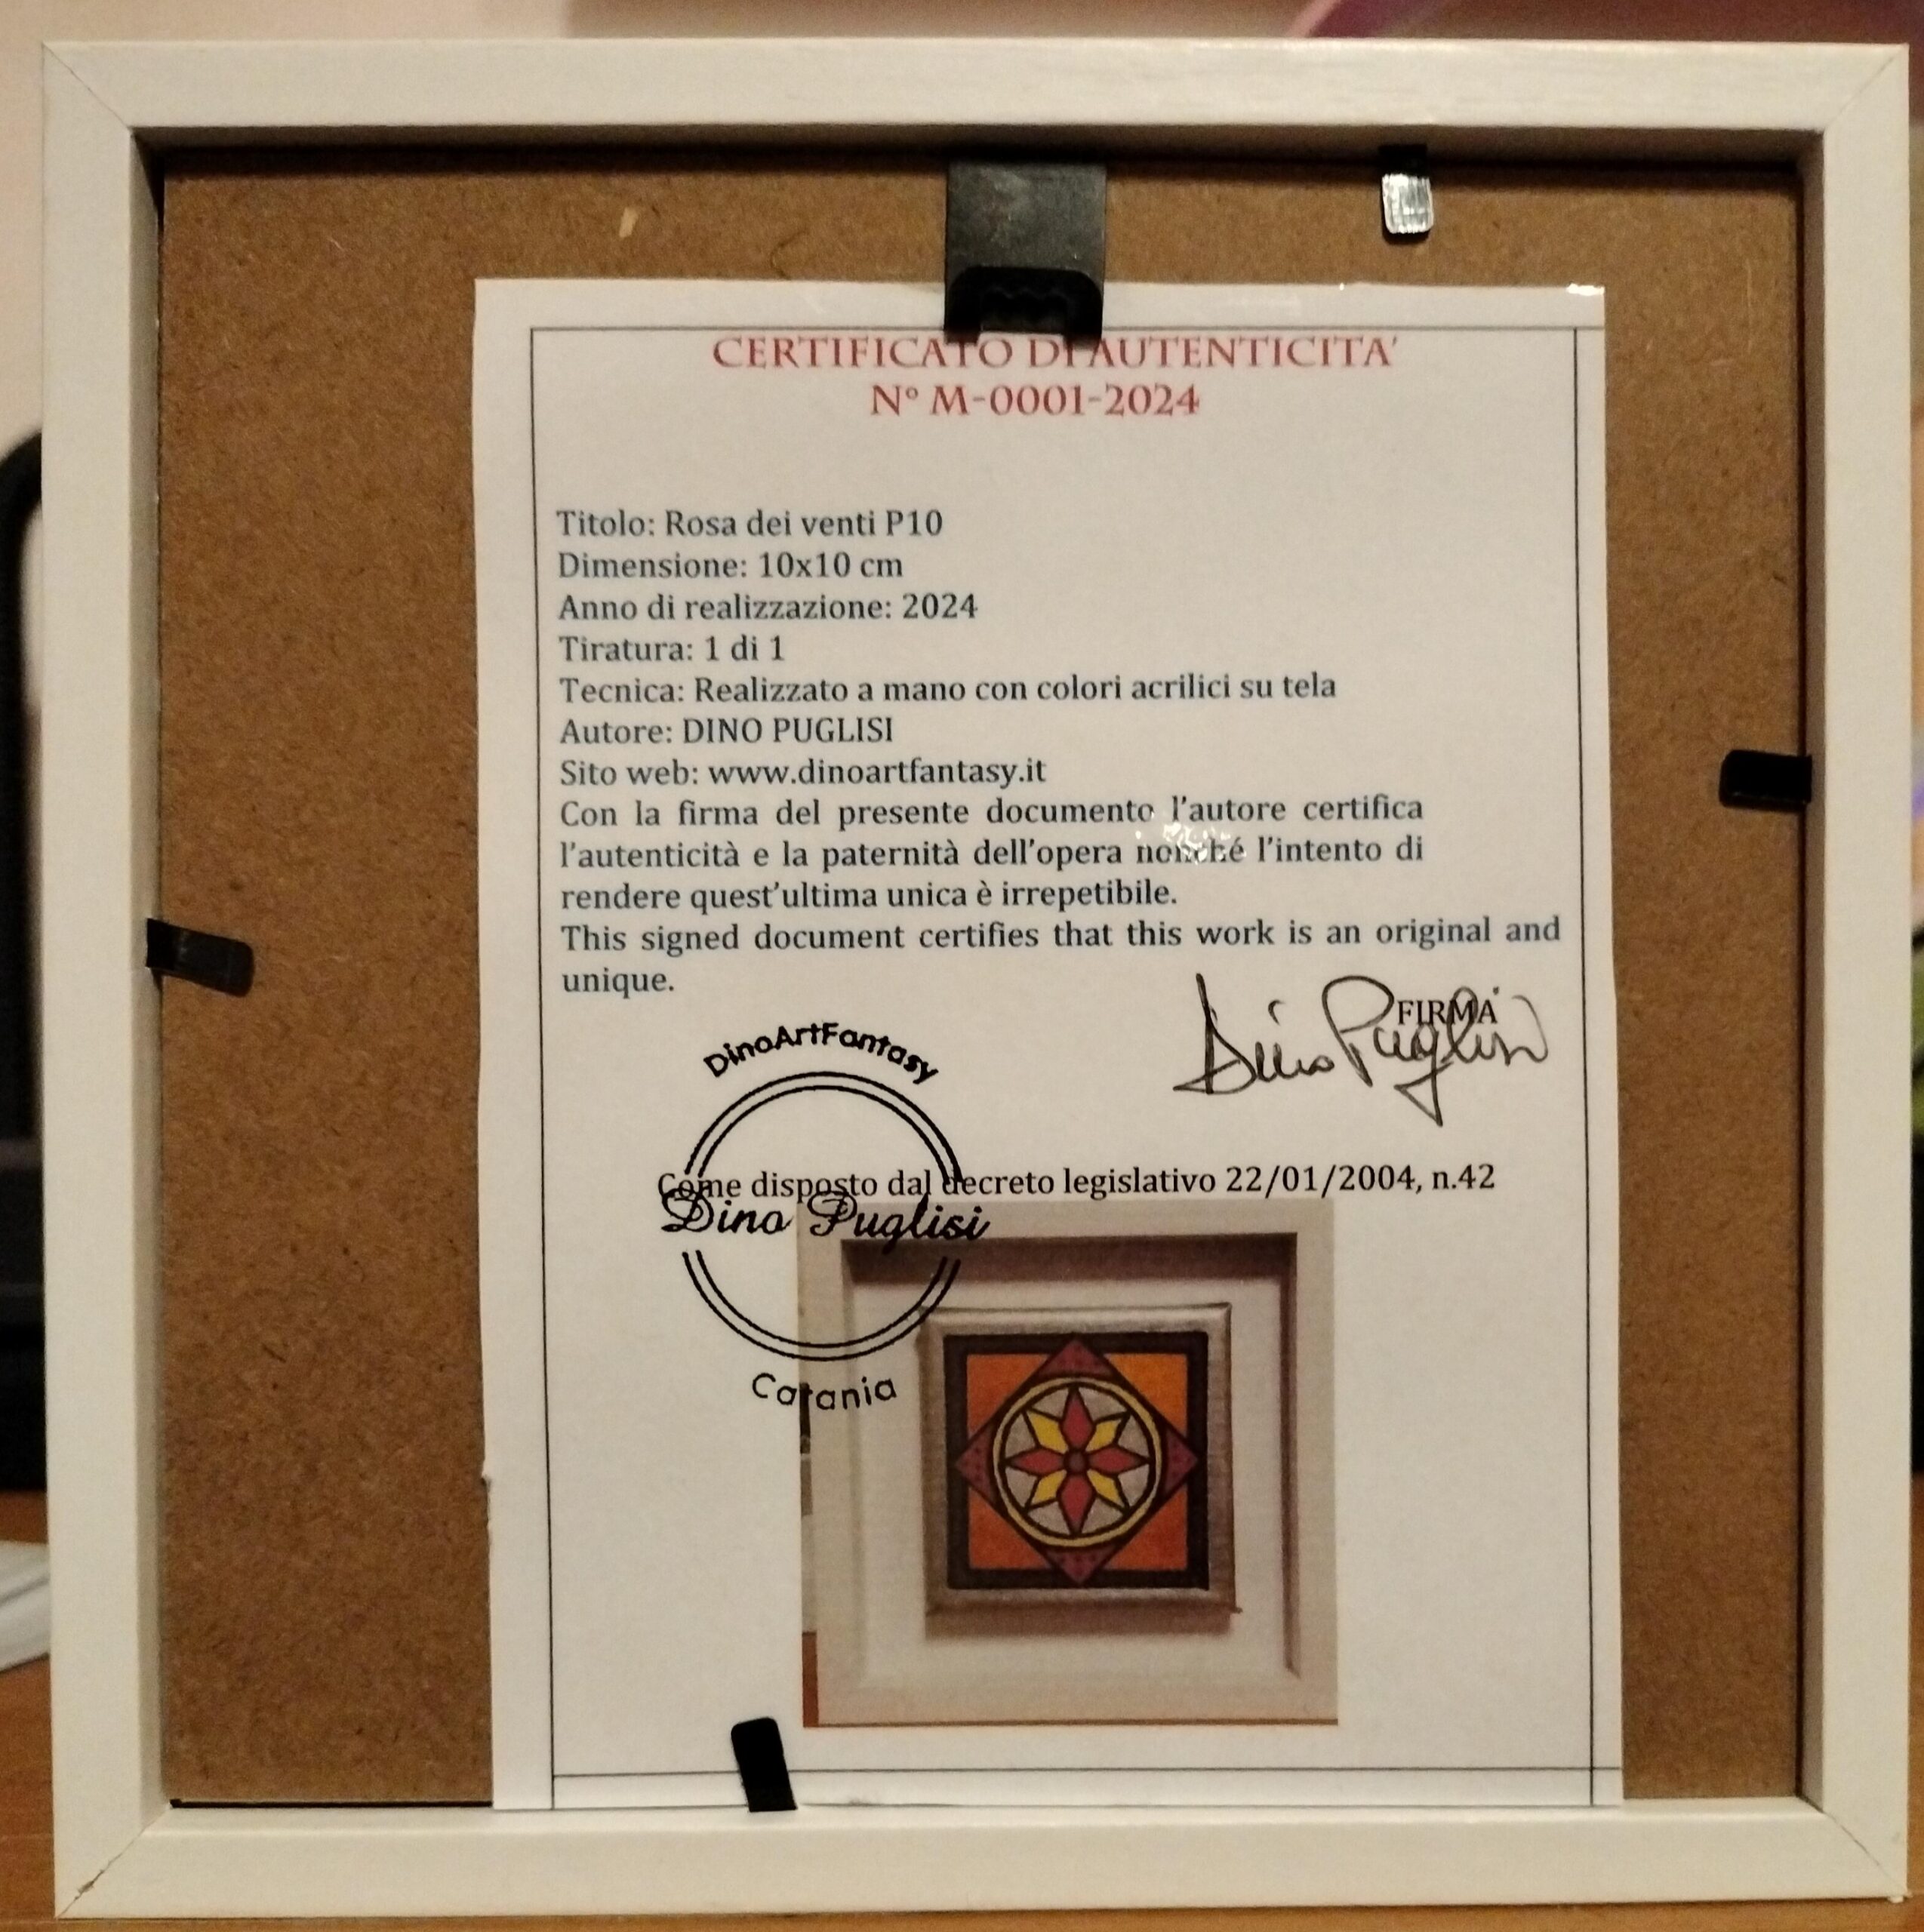 CERTIFICATO DI AUTENTICITA'
N° M-0001-2024
Titolo: Rosa dei venti P10
Dimensione: 10x10 cm
Anno di realizzazione: 2024
Tiratura: 1 di 1
Tecnica: Realizzato a mano con colori acrilici su tela
Autore: DINO PUGLISI
Sito web: www.dinoartfantasy.it
Con la firma del presente documento l'autore certifica
l'autenticità e la paternità dell'opera nonché l'intento di
rendere quest'ultima unica è irrepetibile.
This signed document certifies that this work is an original and
unique.
FIRMA
Dino Puglisi
DinoArtFantasy
Come disposto dal decreto legislativo 22/01/2004, n.42
Dino Puglisi
Catania